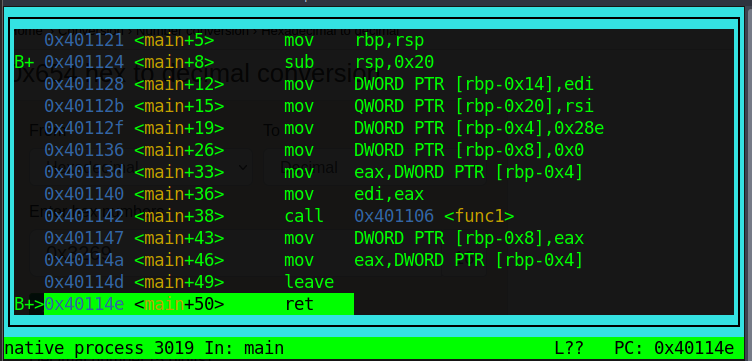 0x401121 <main+5> mov rbp,rsp
B+ 0x401124 <main+8> sub rsp,0x20
0x401128 <main+12> mov DWORD PTR [rbp-0x14],edi
0x40112b <main+15> mov QWORD PTR [rbp-0x20],rsi
0x40112f <main+19> mov DWORD PTR [rbp-0x4],0x28e
0x401136 <main+26> mov DWORD PTR [rbp-0x8],0x0
0x40113d <main+33> mov eax,DWORD PTR [rbp-0x4]
0x401140 <main+36> mov edi,eax
0x401142 <main+38> call 0x401106 <func1>
0x401147 <main+43> mov DWORD PTR [rbp-0x8],eax
0x40114a <main+46> mov eax,DWORD PTR [rbp-0x4]
0x40114d <main+49> leave
B+>0x40114e <main+50> ret
native process 3019 In: main L?? PC: 0x40114e
0x654 hex to decimal conversion